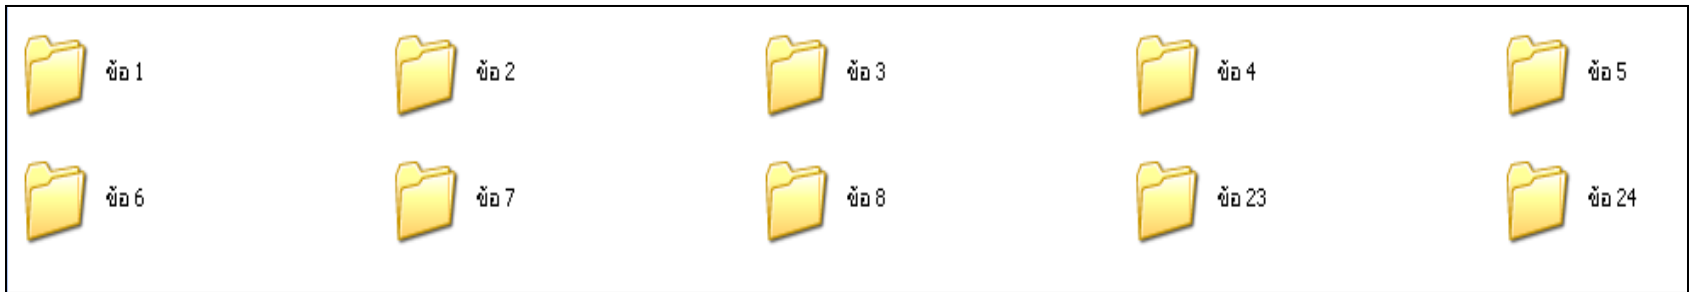 ข้อ 1 ข้อ 2 ข้อ 3 ข้อ 4 ข้อ 5
ข้อ 6 ข้อ 7 ข้อ 8 ข้อ 23 ข้อ 24